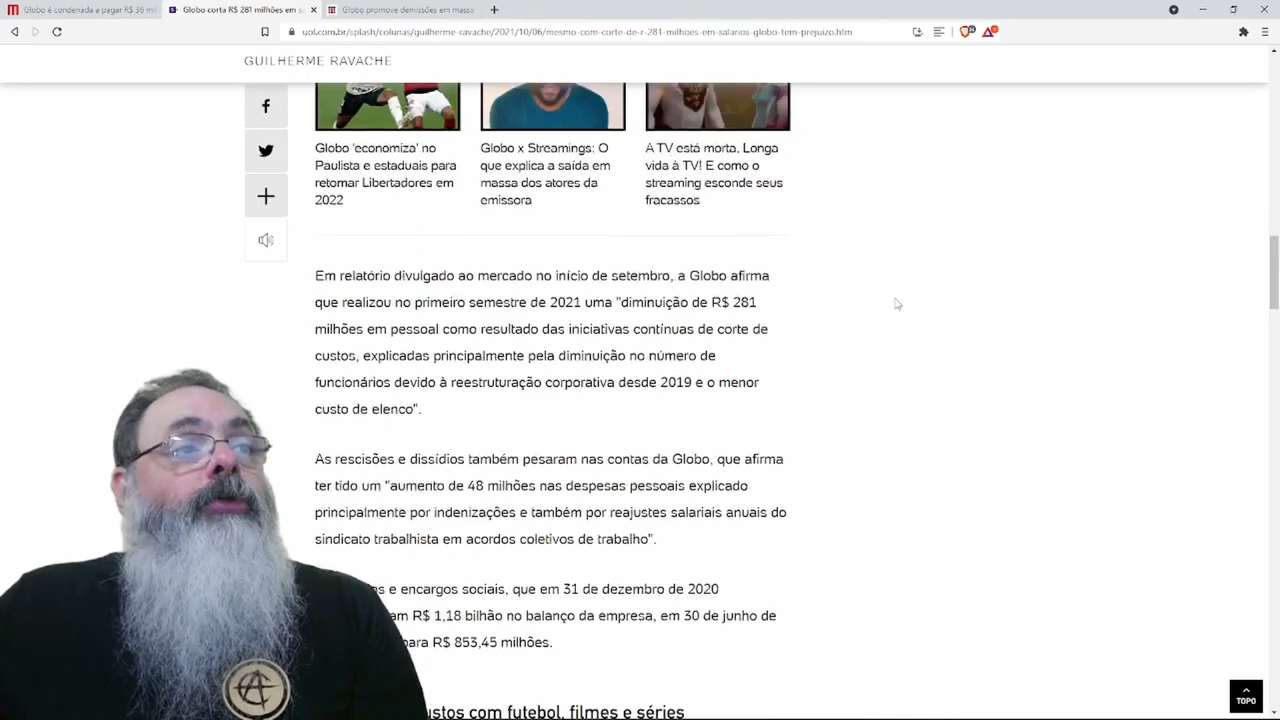 Globo é condenada a pagar R$ 36 mil
Globo corta R$ 281 milhões em s
Globo promove demissões em massa
uol.com.br/splash/colunas/guilherme-ravache/2021/10/06/mesmo-com-corte-de-r-281-milhoes-em-salarios-globo-tem-prejuizo.htm
GUILHERME RAVACHE
Globo 'economiza' no
Paulista e estaduais para
retomar Libertadores em
2022
Globo x Streamings: O
que explica a saída em
massa dos atores da
emissora
A TV está morta, Longa
vida à TV! E como o
streaming esconde seus
fracassos
Em relatório divulgado ao mercado no início de setembro, a Globo afirma
que realizou no primeiro semestre de 2021 uma "diminuição de R$ 281
milhões em pessoal como resultado das iniciativas contínuas de corte de
custos, explicadas principalmente pela diminuição no número de
funcionários devido à reestruturação corporativa desde 2019 e o menor
custo de elenco".
As rescisões e dissídios também pesaram nas contas da Globo, que afirma
ter tido um "aumento de 48 milhões nas despesas pessoais explicado
principalmente por indenizações e também por reajustes salariais anuais do
sindicato trabalhista em acordos coletivos de trabalho".
e encargos sociais, que em 31 de dezembro de 2020
am R$ 1,18 bilhão no balanço da empresa, em 30 de junho de
para R$ 853,45 milhões.
ustos com futebol, filmes e séries
TOPO